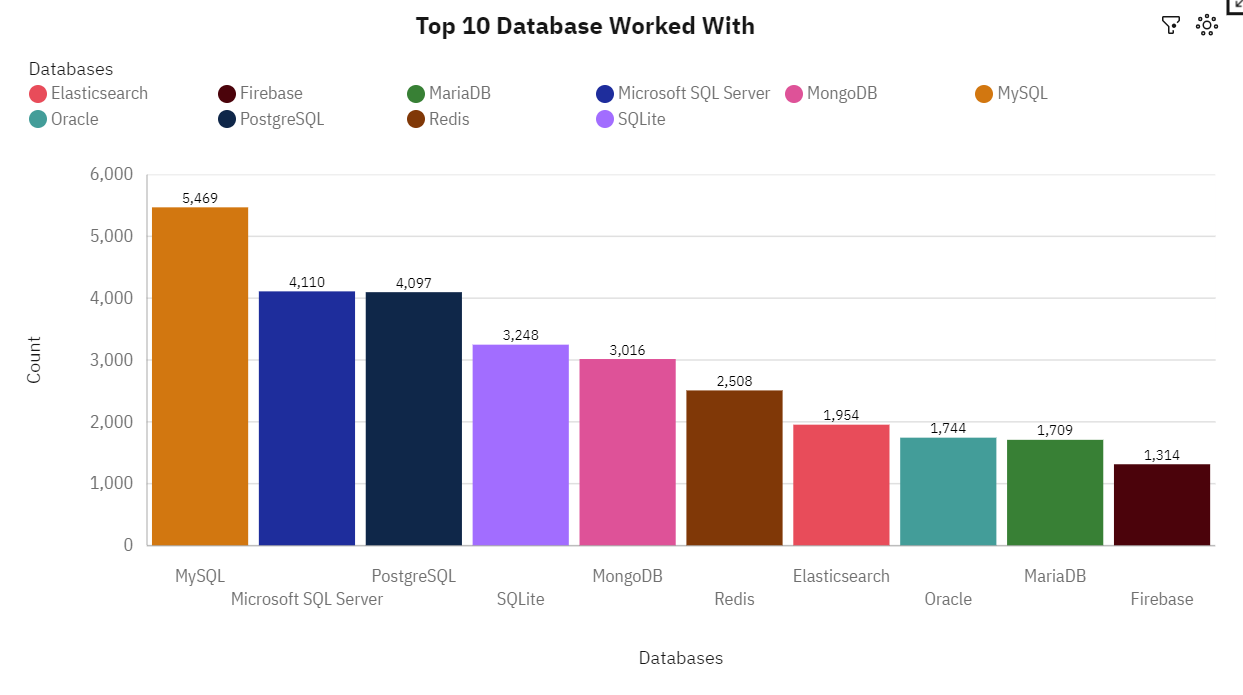 Top 10 Database Worked With
Databases
Elasticsearch Firebase MariaDB Microsoft SQL Server MongoDB MySQL
Oracle PostgreSQL Redis SQLite
6,000
5,469
5,000
4,110
4,097
4,000
3,248
3,016
3,000
2,508
2,000
1,954
1,744
1,709
1,314
1,000
0
Count
MySQL PostgreSQL MongoDB Elasticsearch MariaDB
Microsoft SQL Server SQLite Redis Oracle Firebase
Databases